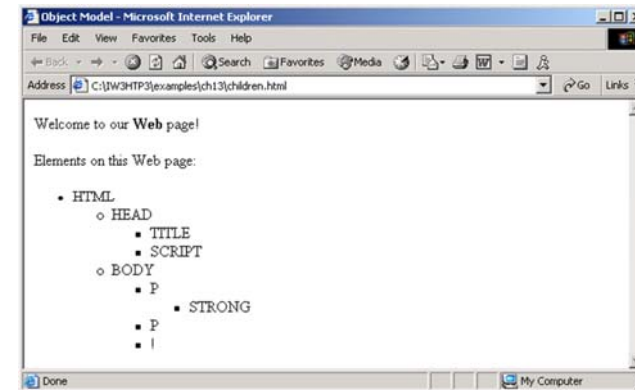 Object Model - Microsoft Internet Explorer
File Edit View Favorites Tools Help
Back Search Favorites Media
Address C:\IW3HTP3\examples\ch13\children.html Go Links
Welcome to our Web page!
Elements on this Web page:
HTML
HEAD
TITLE
SCRIPT
BODY
P
STRONG
P
!
Done My Computer